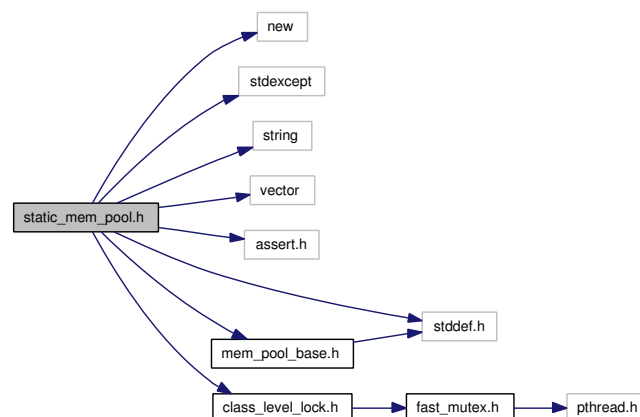 new
stdexcept
string
vector
static_mem_pool.h
assert.h
stddef.h
mem_pool_base.h
class_level_lock.h
fast_mutex.h
pthread.h